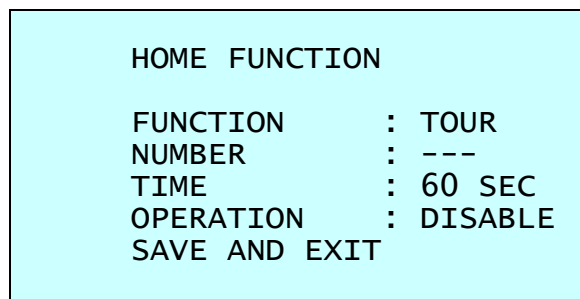 HOME FUNCTION
FUNCTION : TOUR
NUMBER : ---
TIME : 60 SEC
OPERATION : DISABLE
SAVE AND EXIT